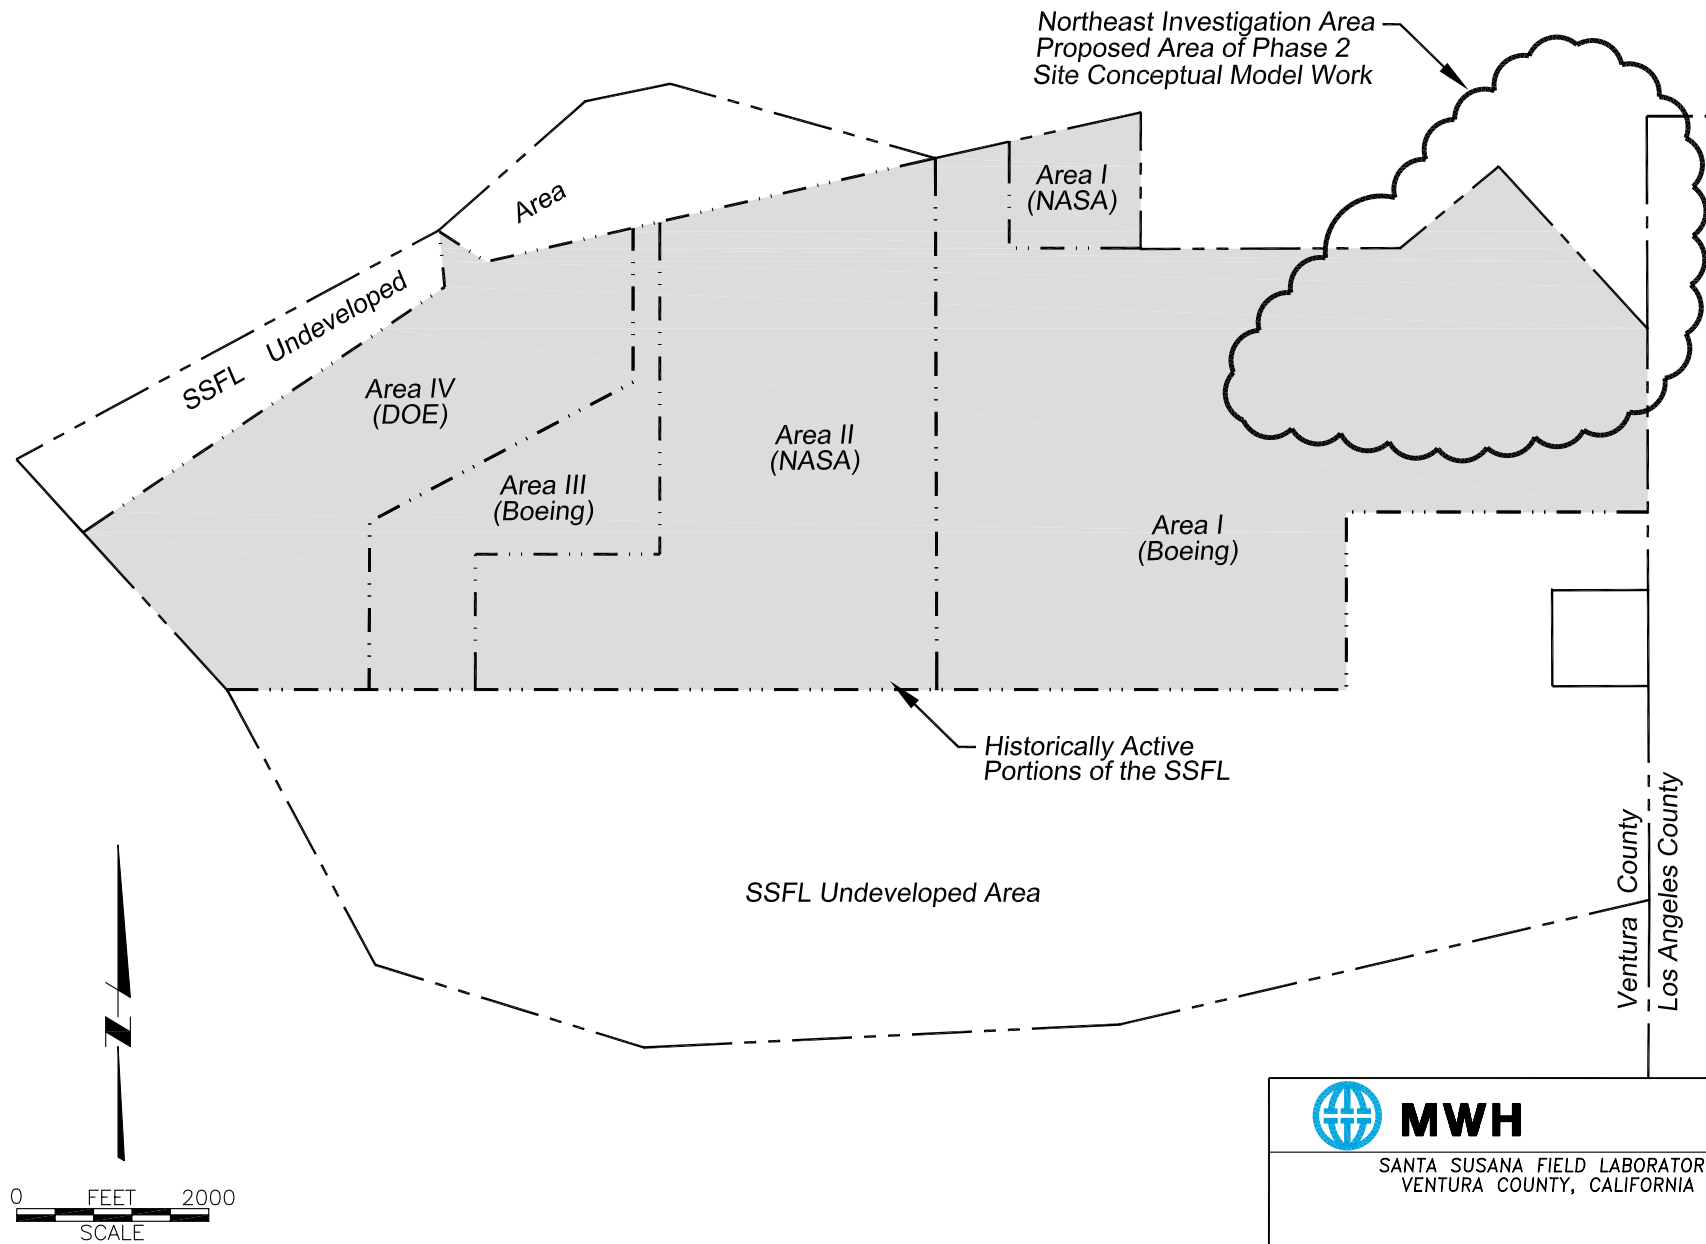 Northeast Investigation Area
Proposed Area of Phase 2
Site Conceptual Model Work
Area I
(NASA)
Area
SSFL Undeveloped
Area IV
(DOE)
Area II
(NASA)
Area III
(Boeing)
Area I
(Boeing)
Historically Active
Portions of the SSFL
SSFL Undeveloped Area
Ventura County
Los Angeles County
N
0 FEET 2000
SCALE
MWH
SANTA SUSANA FIELD LABORATOR
VENTURA COUNTY, CALIFORNIA